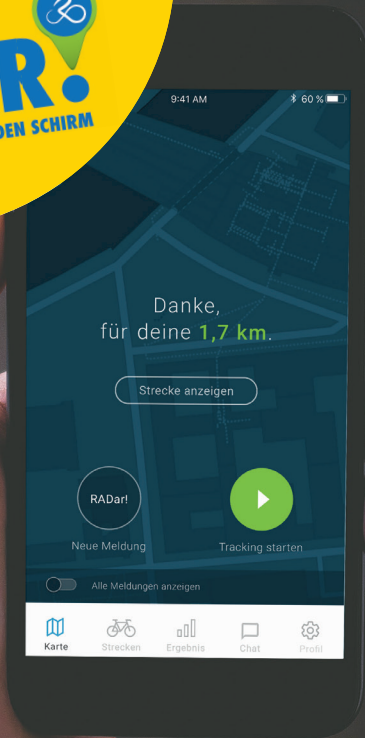 R!
DEN SCHIRM
9:41 AM
60 %
Danke,
für deine 1,7 km.
Strecke anzeigen
RADar!
Neue Meldung
Tracking starten
Alle Meldungen anzeigen
Karte
Strecken
Ergebnis
Chat
Profil